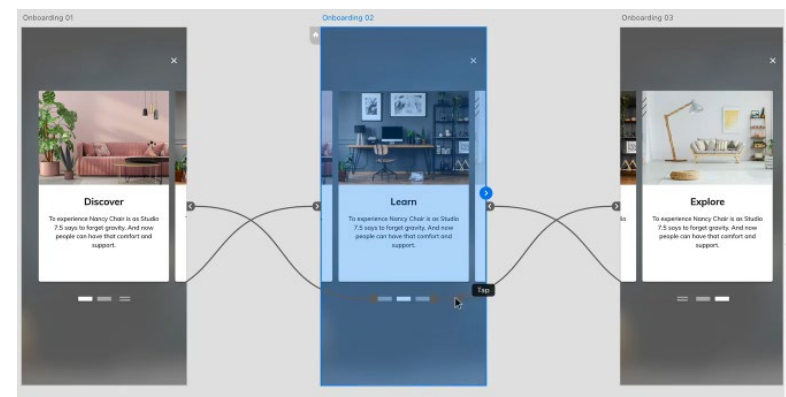 Onboarding 01
Onboarding 02
Onboarding 03
Discover
To experience Nancy Chair is as Studio
7.5 says to forget gravity. And now
people can have that comfort and
support.
Learn
To experience Nancy Chair is as Studio
7.5 says to forget gravity. And now
people can have that comfort and
support.
Explore
To experience Nancy Chair is as Studio
7.5 says to forget gravity. And now
people can have that comfort and
support.
Tap